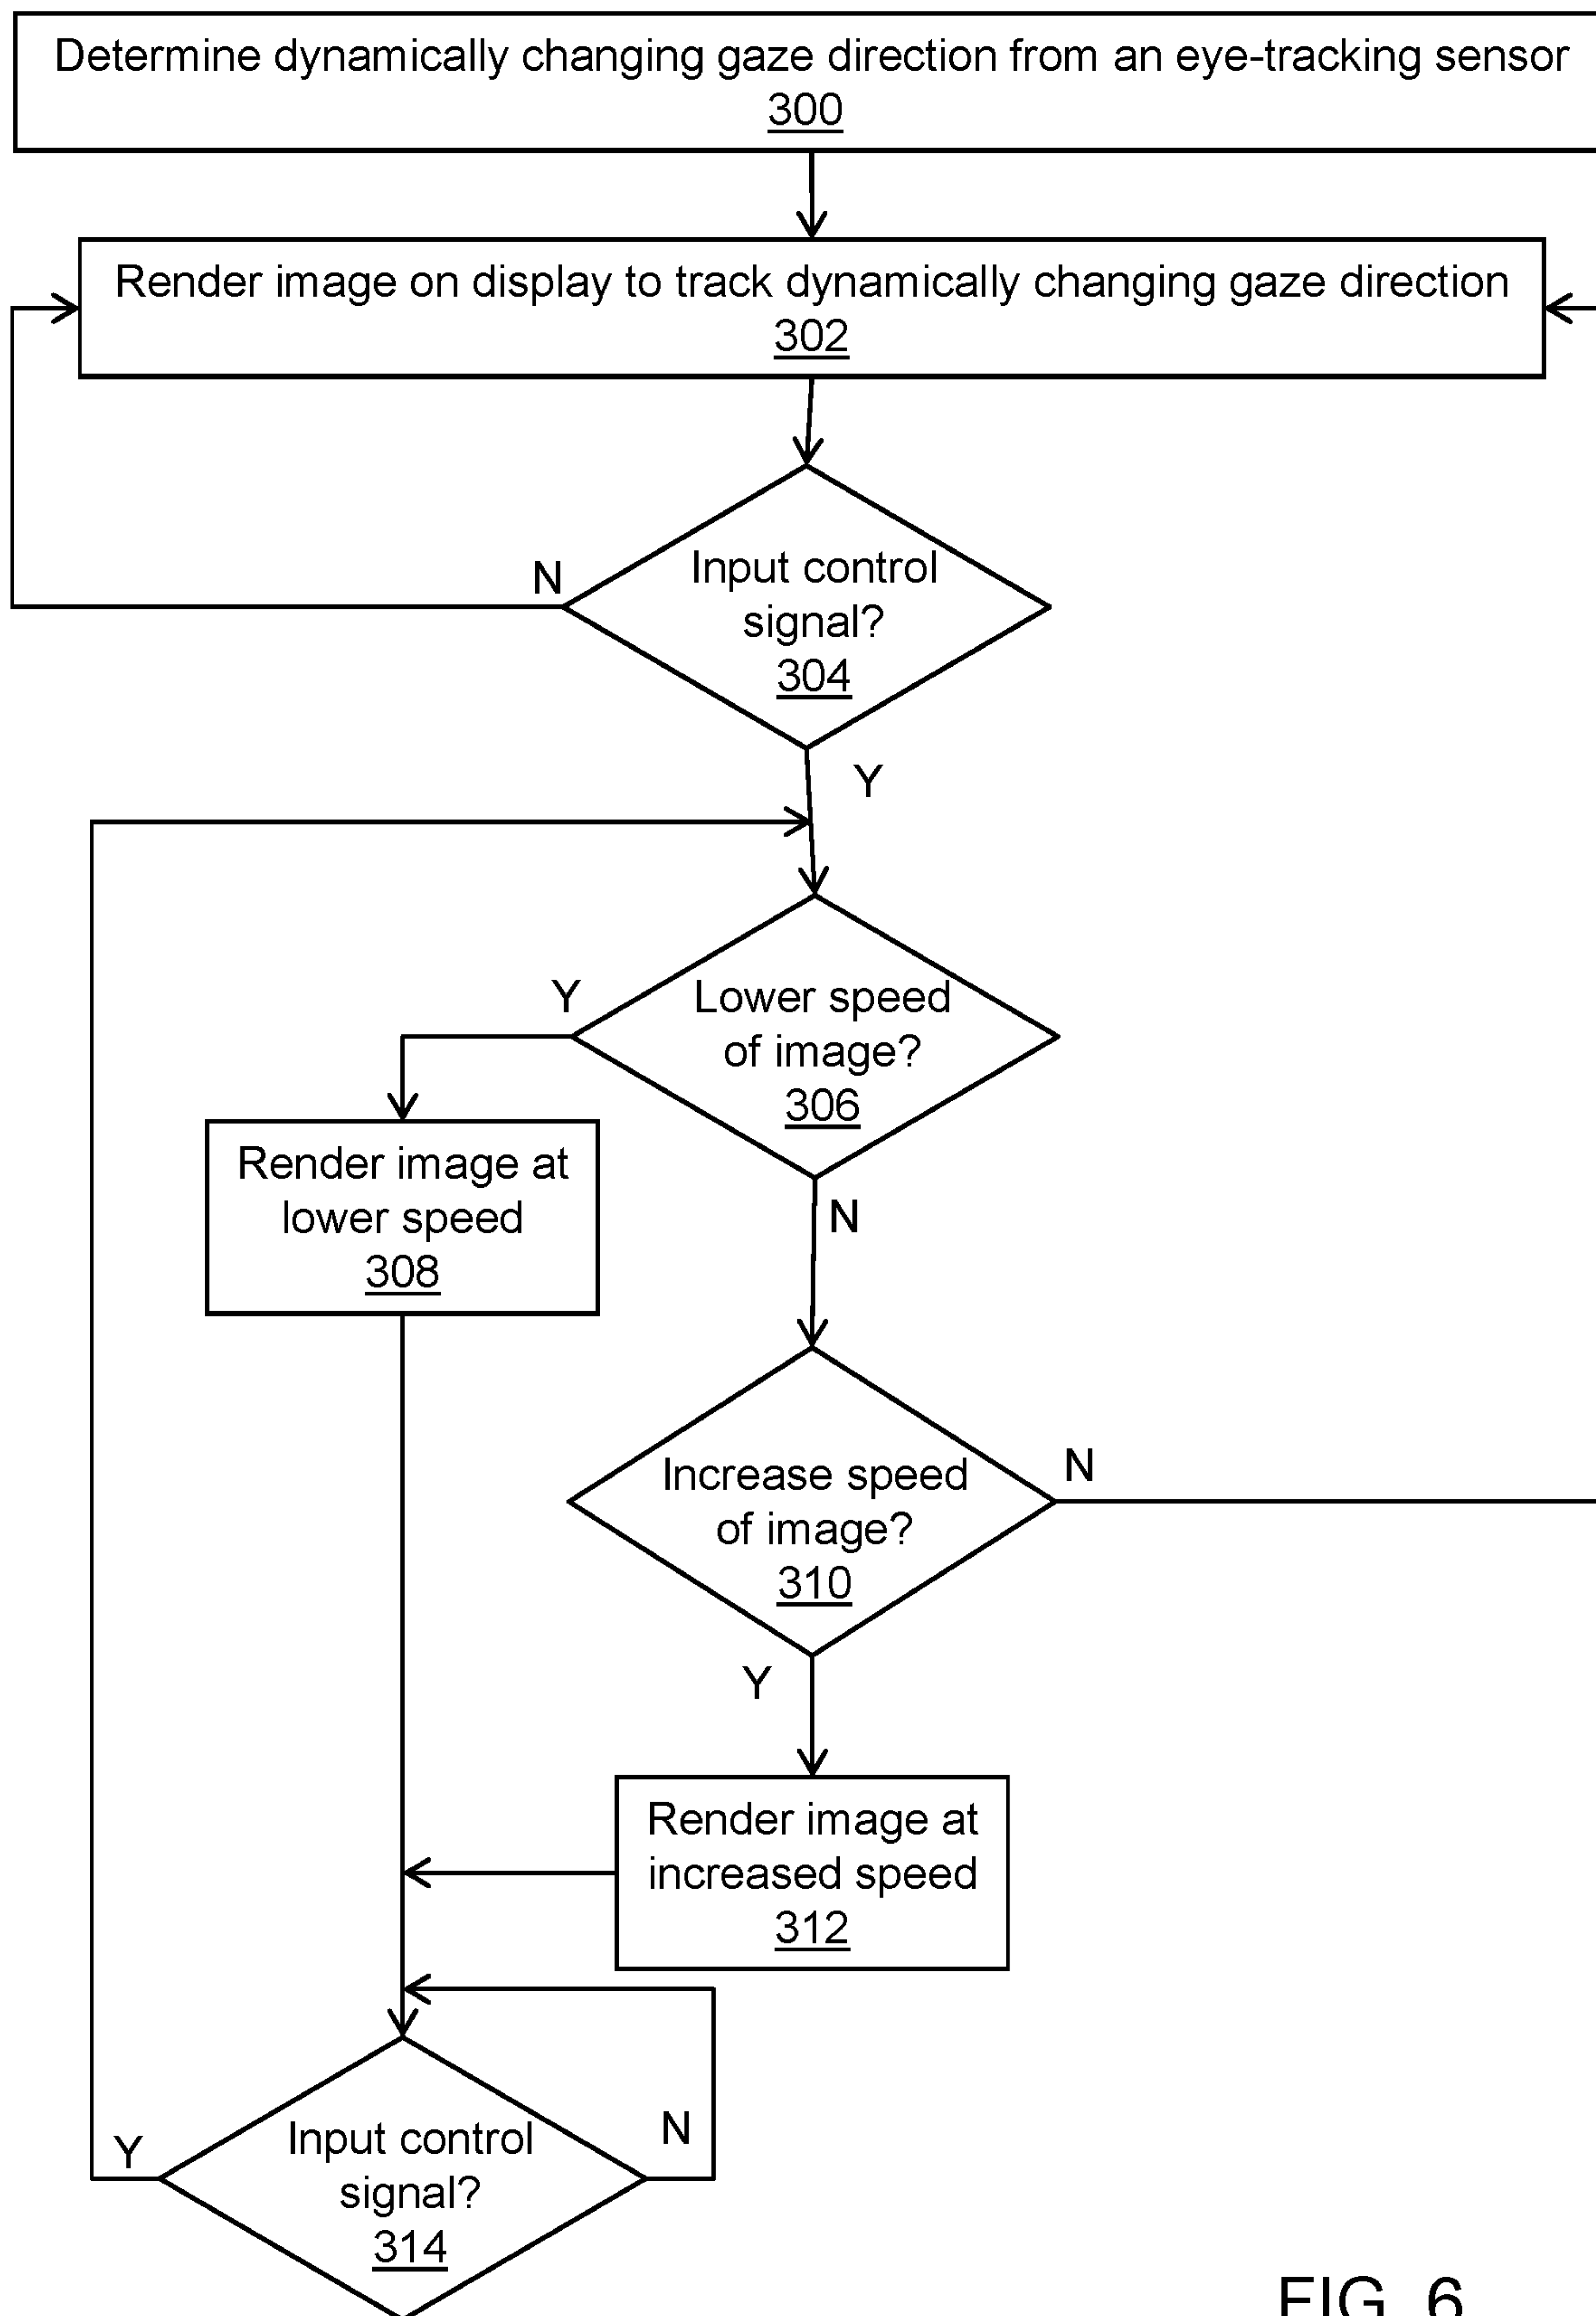 Determine dynamically changing gaze direction from an eye-tracking sensor
300
Render image on display to track dynamically changing gaze direction
302
N
Input control
signal?
304
Y
Y
Lower speed
of image?
306
Render image at
lower speed
308
N
Increase speed
of image?
310
N
Y
Render image at
increased speed
312
Y
Input control
signal?
314
N
FIG. 6